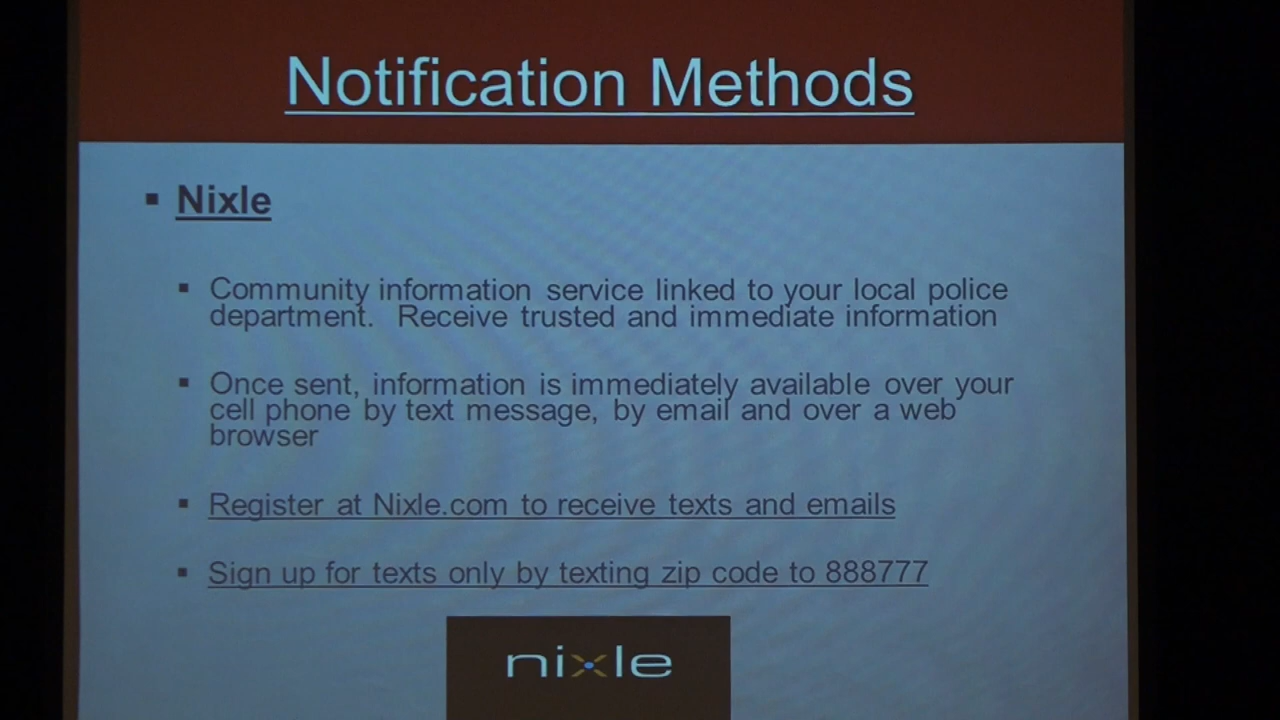 Notification Methods
▪ Nixle
▪ Community information service linked to your local police
department.  Receive trusted and immediate information
▪ Once sent, information is immediately available over your
cell phone by text message, by email and over a web
browser
▪ Register at Nixle.com to receive texts and emails
▪ Sign up for texts only by texting zip code to 888777
nixle